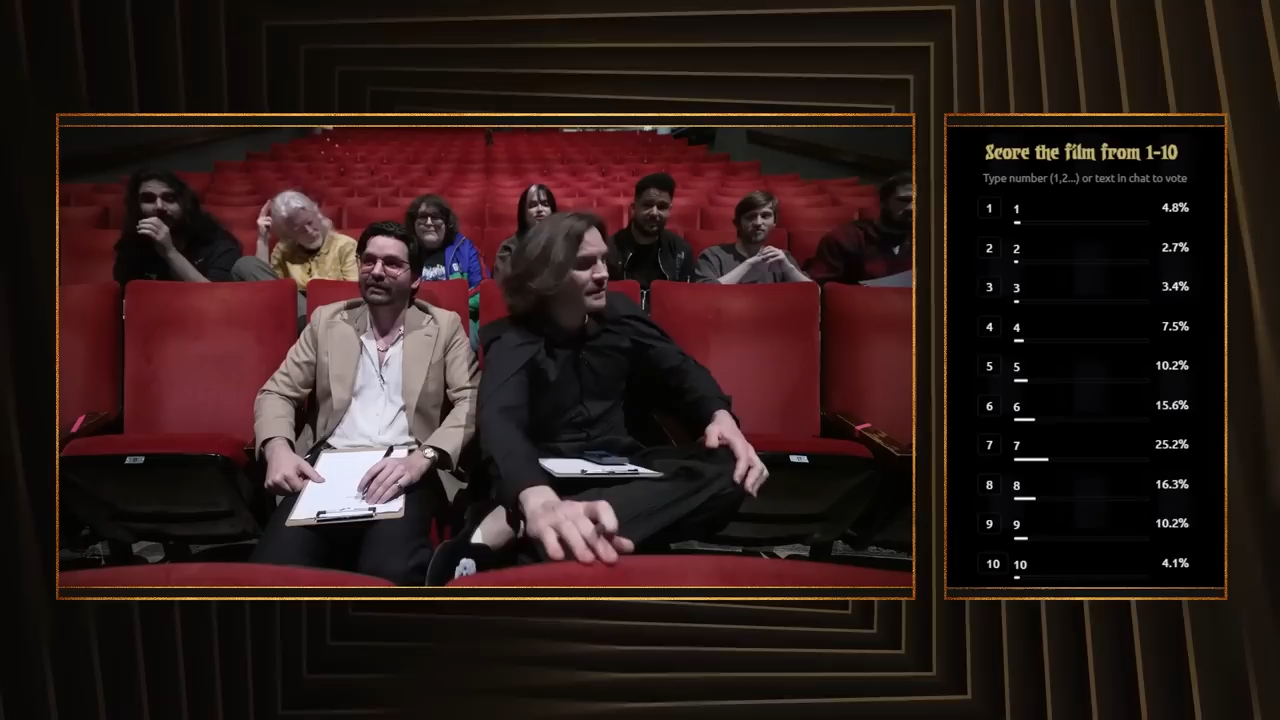 Score the film from 1-10
Type number (1,2...) or text in chat to vote
1 1 4.8%
2 2 2.7%
3 3 3.4%
4 4 7.5%
5 5 10.2%
6 6 15.6%
7 7 25.2%
8 8 16.3%
9 9 10.2%
10 10 4.1%